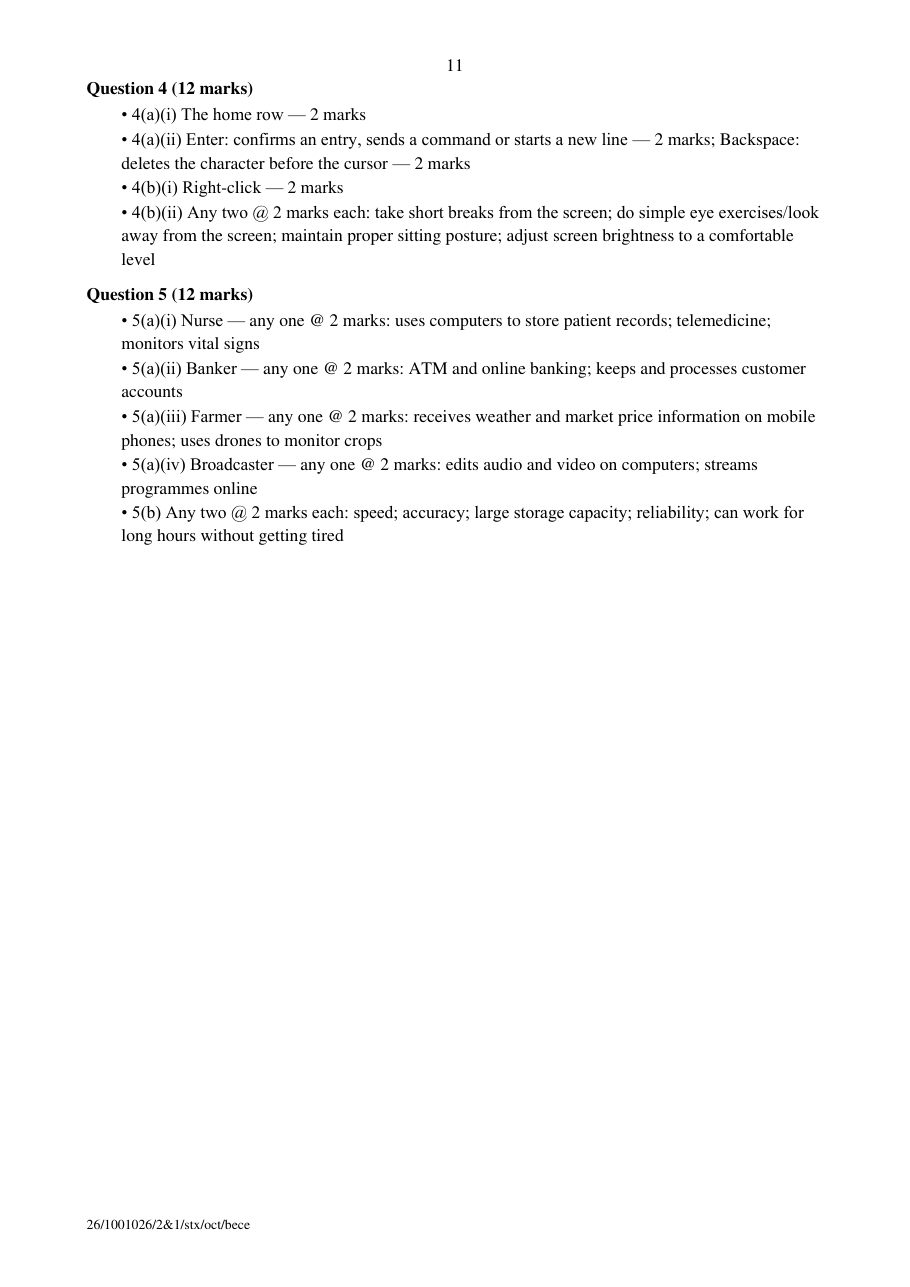 11
Question 4 (12 marks)
• 4(a)(i) The home row — 2 marks
• 4(a)(ii) Enter: confirms an entry, sends a command or starts a new line — 2 marks; Backspace:
deletes the character before the cursor — 2 marks
• 4(b)(i) Right-click — 2 marks
• 4(b)(ii) Any two @ 2 marks each: take short breaks from the screen; do simple eye exercises/look
away from the screen; maintain proper sitting posture; adjust screen brightness to a comfortable
level
Question 5 (12 marks)
• 5(a)(i) Nurse — any one @ 2 marks: uses computers to store patient records; telemedicine;
monitors vital signs
• 5(a)(ii) Banker — any one @ 2 marks: ATM and online banking; keeps and processes customer
accounts
• 5(a)(iii) Farmer — any one @ 2 marks: receives weather and market price information on mobile
phones; uses drones to monitor crops
• 5(a)(iv) Broadcaster — any one @ 2 marks: edits audio and video on computers; streams
programmes online
• 5(b) Any two @ 2 marks each: speed; accuracy; large storage capacity; reliability; can work for
long hours without getting tired
26/1001026/2&1/stx/oct/bece